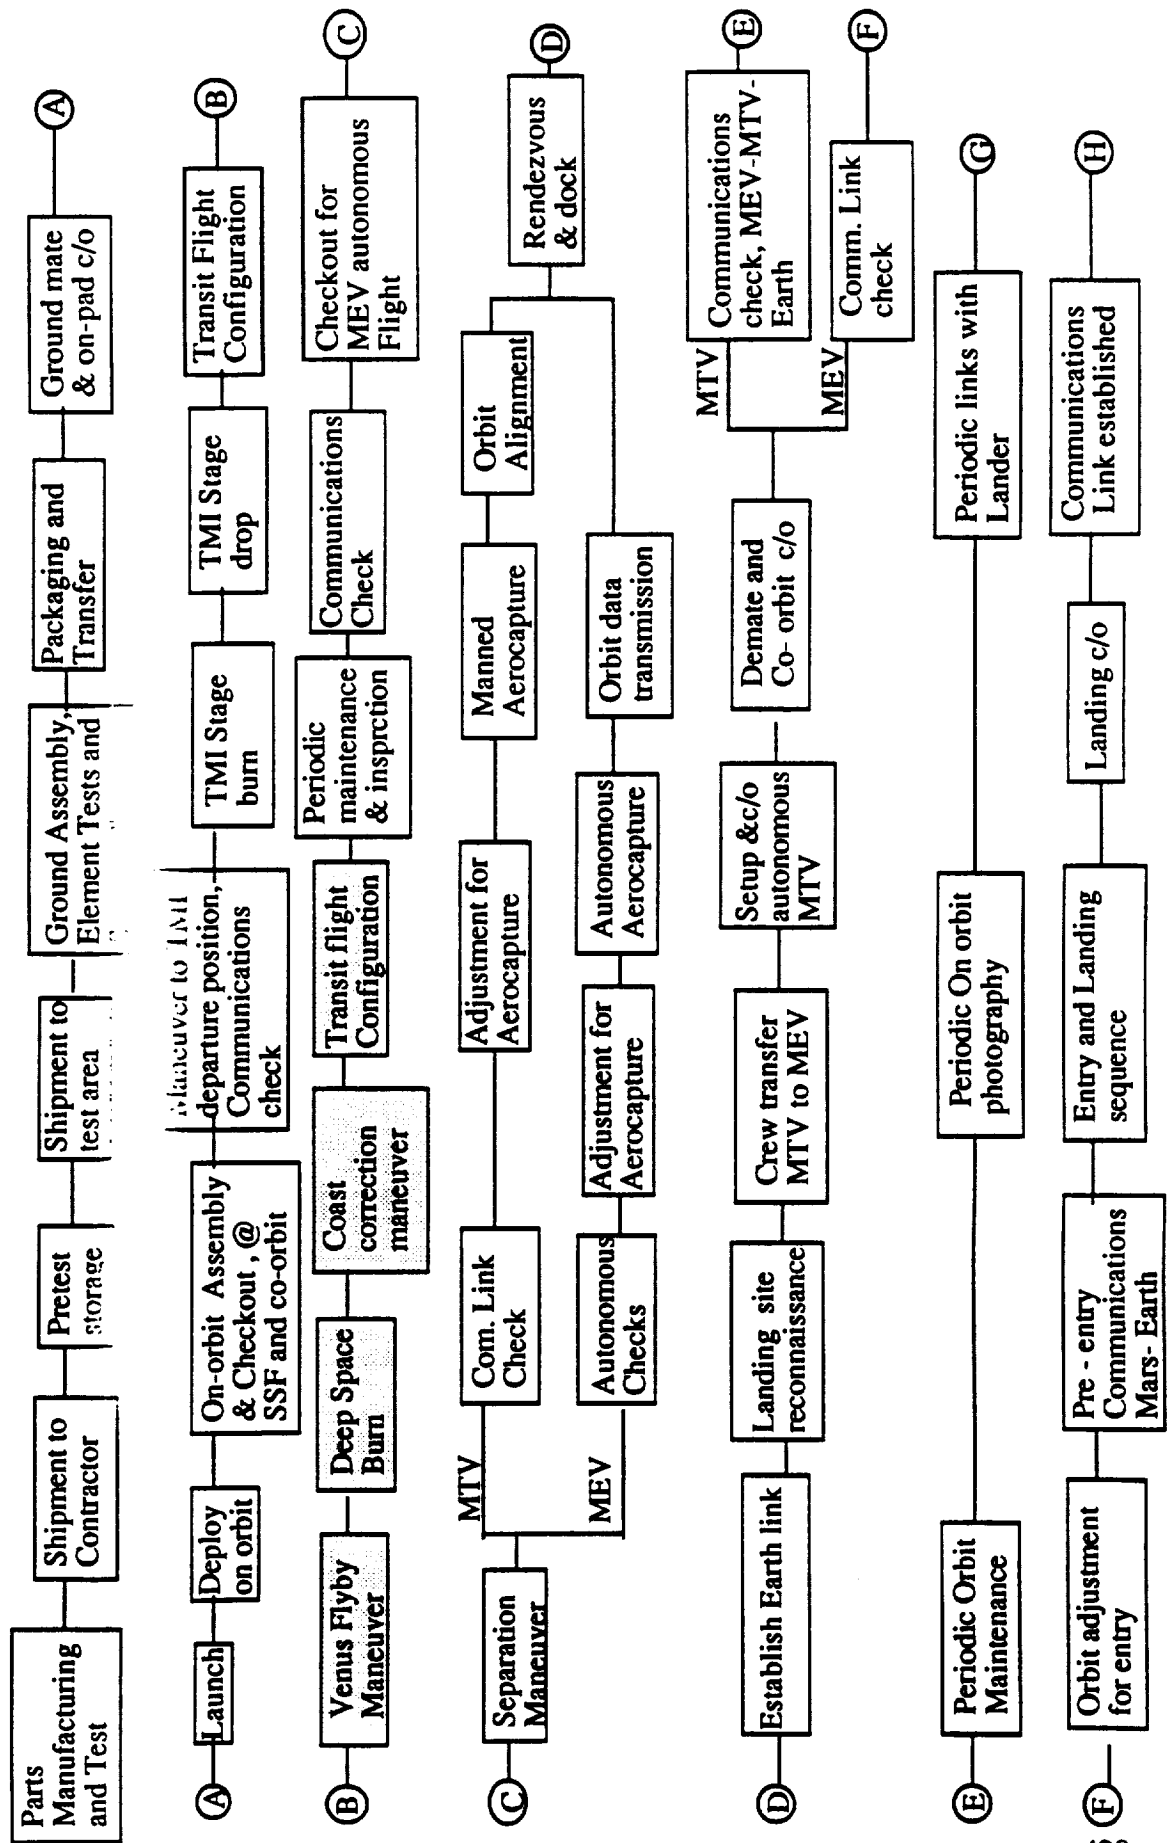 Parts
Manufacturing
and Test
Shipment to
Contractor
Pretest
storage
Shipment to
test area
Ground Assembly,
Element Tests and
Packaging and
Transfer
Ground mate
& on-pad c/o
A
A
Launch
Deploy
on orbit
On-orbit Assembly
& Checkout , @
SSF and co-orbit
Maneuver to TMI
departure position,
Communications
check
TMI Stage
burn
TMI Stage
drop
Transit Flight
Configuration
B
B
Venus Flyby
Maneuver
Deep Space
Burn
Coast
correction
maneuver
Transit flight
Configuration
Periodic
maintenance
& insprction
Communications
Check
Checkout for
MEV autonomous
Flight
C
C
Separation
Maneuver
MTV
Com. Link
Check
Adjustment for
Aerocapture
Manned
Aerocapture
Orbit
Alignment
MEV
Autonomous
Checks
Adjustment for
Aerocapture
Autonomous
Aerocapture
Orbit data
transmission
Rendezvous
& dock
D
D
Establish Earth link
Landing site
reconnaissance
Crew transfer
MTV to MEV
Setup &c/o
autonomous
MTV
Demate and
Co- orbit c/o
MTV
Communications
check, MEV-MTV-
Earth
E
MEV
Comm. Link
check
F
E
Periodic Orbit
Maintenance
Periodic On orbit
photography
Periodic links with
Lander
G
F
Orbit adjustment
for entry
Pre - entry
Communications
Mars- Earth
Entry and Landing
sequence
Landing c/o
Communications
Link established
H